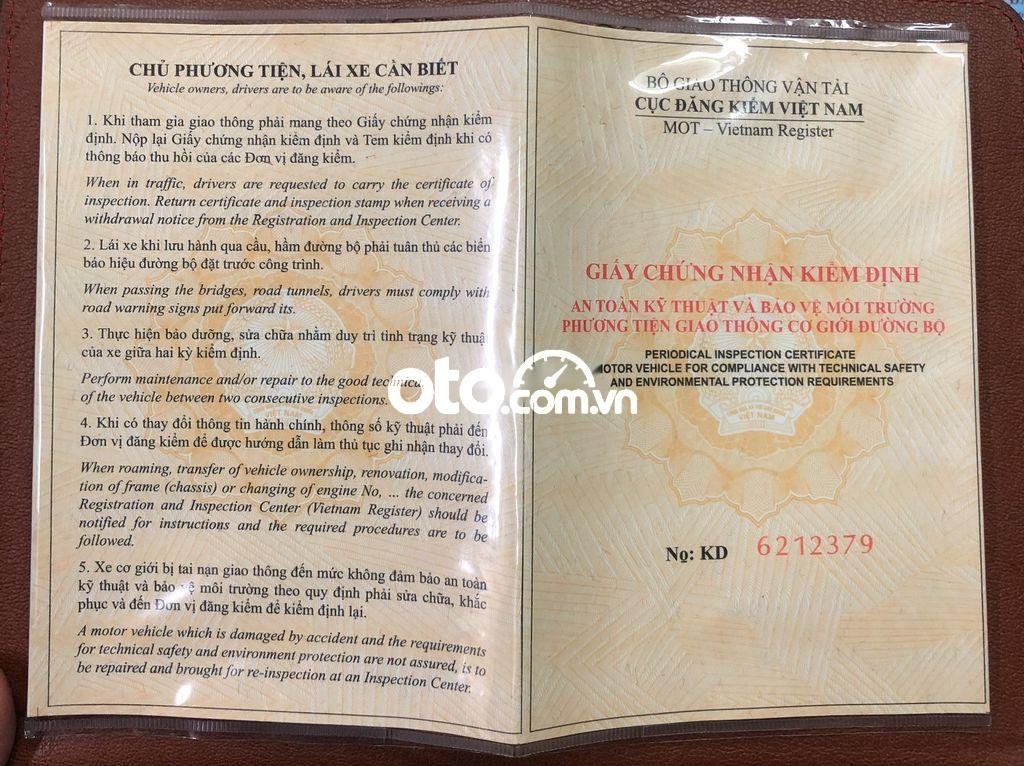 CHỦ PHƯƠNG TIỆN, LÁI XE CẦN BIẾT
Vehicle owners, drivers are to be aware of the followings:
1. Khi tham gia giao thông phải mang theo Giấy chứng nhận kiểm
định. Nộp lại Giấy chứng nhận kiểm định và Tem kiểm định khi có
thông báo thu hồi của các Đơn vị đăng kiểm.
When in traffic, drivers are requested to carry the certificate of
inspection. Return certificate and inspection stamp when receiving a
withdrawal notice from the Registration and Inspection Center.
2. Lái xe khi lưu hành qua cầu, hầm đường bộ phải tuân thủ các biển
báo hiệu đường bộ đặt trước công trình.
When passing the bridges, road tunnels, drivers must comply with
road warning signs put forward its.
3. Thực hiện bảo dưỡng, sửa chữa nhằm duy trì tình trạng kỹ thuật
của xe giữa hai kỳ kiểm định.
Perform maintenance and/or repair to the good technica
of the vehicle between two consecutive inspections.
4. Khi có thay đổi thông tin hành chính, thông số kỹ thuật phải đến
Đơn vị đăng kiểm để được hướng dẫn làm thủ tục ghi nhận thay đổi.
When roaming, transfer of vehicle ownership, renovation, modifica-
tion of frame (chassis) or changing of engine No, ... the concerned
Registration and Inspection Center (Vietnam Register) should be
notified for instructions and the required procedures are to be
followed.
5. Xe cơ giới bị tai nạn giao thông đến mức không đảm bảo an toàn
kỹ thuật và bảo vệ môi trường theo quy định phải sửa chữa, khắc
phục và đến Đơn vị đăng kiểm để kiểm định lại.
A motor vehicle which is damaged by accident and the requirements
for technical safety and environment protection are not assured, is to
be repaired and brought for re-inspection at an Inspection Center.
BỘ GIAO THÔNG VẬN TẢI
CỤC ĐĂNG KIỂM VIỆT NAM
MOT – Vietnam Register
GIẤY CHỨNG NHẬN KIỂM ĐỊNH
AN TOÀN KỸ THUẬT VÀ BẢO VỆ MÔI TRƯỜNG
PHƯƠNG TIỆN GIAO THÔNG CƠ GIỚI ĐƯỜNG BỘ
PERIODICAL INSPECTION CERTIFICATE
MOTOR VEHICLE FOR COMPLIANCE WITH TECHNICAL SAFETY
AND ENVIRONMENTAL PROTECTION REQUIREMENTS
oto.com.vn
VIỆT NAM
VIỆT NAM
Nọ: KD 6212379